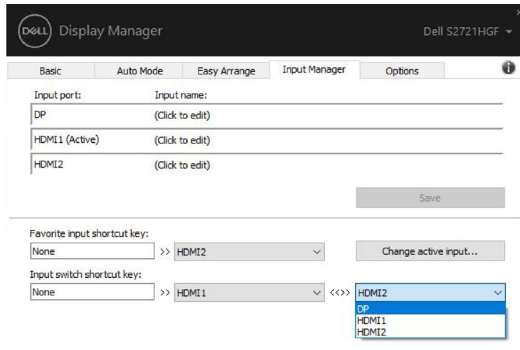 DELL Display Manager Dell S2721HGF
Basic Auto Mode Easy Arrange Input Manager Options
Input port: Input name:
DP (Click to edit)
HDMI1 (Active) (Click to edit)
HDMI2 (Click to edit)
Save
Favorite input shortcut key:
None >> HDMI2 Change active input...
Input switch shortcut key:
None >> HDMI1 <<>> HDMI2
DP
HDMI1
HDMI2